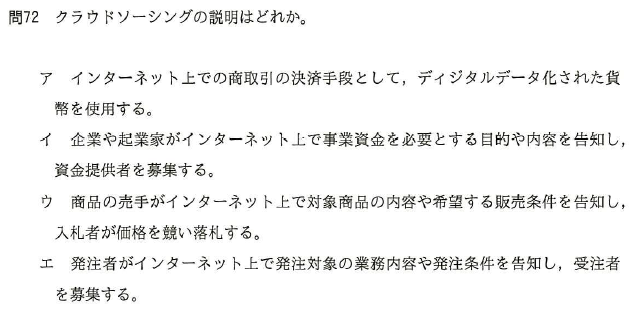 問72　クラウドソーシングの説明はどれか。
ア　インターネット上での商取引の決済手段として，ディジタルデータ化された貨
幣を使用する。
イ　企業や起業家がインターネット上で事業資金を必要とする目的や内容を告知し，
資金提供者を募集する。
ウ　商品の売手がインターネット上で対象商品の内容や希望する販売条件を告知し，
入札者が価格を競い落札する。
エ　発注者がインターネット上で発注対象の業務内容や発注条件を告知し，受注者
を募集する。